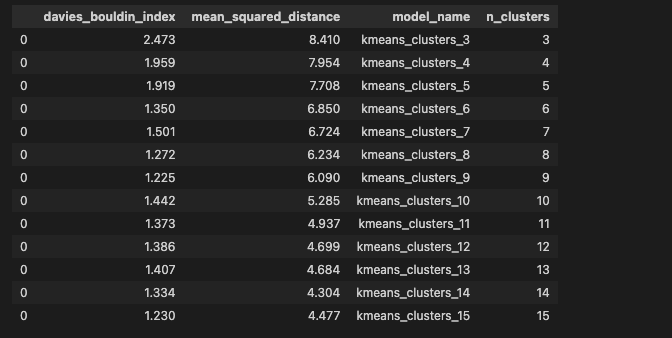 davies_bouldin_index mean_squared_distance model_name n_clusters
0 2.473 8.410 kmeans_clusters_3 3
0 1.959 7.954 kmeans_clusters_4 4
0 1.919 7.708 kmeans_clusters_5 5
0 1.350 6.850 kmeans_clusters_6 6
0 1.501 6.724 kmeans_clusters_7 7
0 1.272 6.234 kmeans_clusters_8 8
0 1.225 6.090 kmeans_clusters_9 9
0 1.442 5.285 kmeans_clusters_10 10
0 1.373 4.937 kmeans_clusters_11 11
0 1.386 4.699 kmeans_clusters_12 12
0 1.407 4.684 kmeans_clusters_13 13
0 1.334 4.304 kmeans_clusters_14 14
0 1.230 4.477 kmeans_clusters_15 15